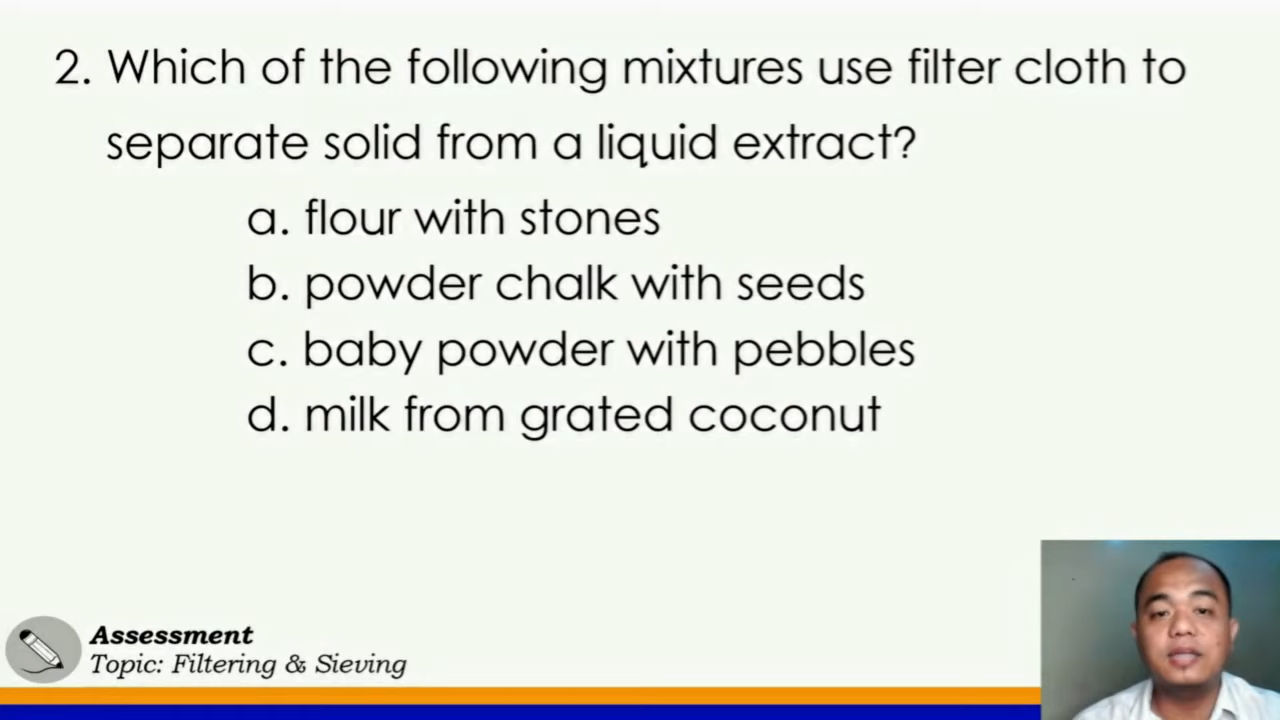 2. Which of the following mixtures use filter cloth to
separate solid from a liquid extract?
a. flour with stones
b. powder chalk with seeds
c. baby powder with pebbles
d. milk from grated coconut
Assessment
Topic: Filtering & Sieving